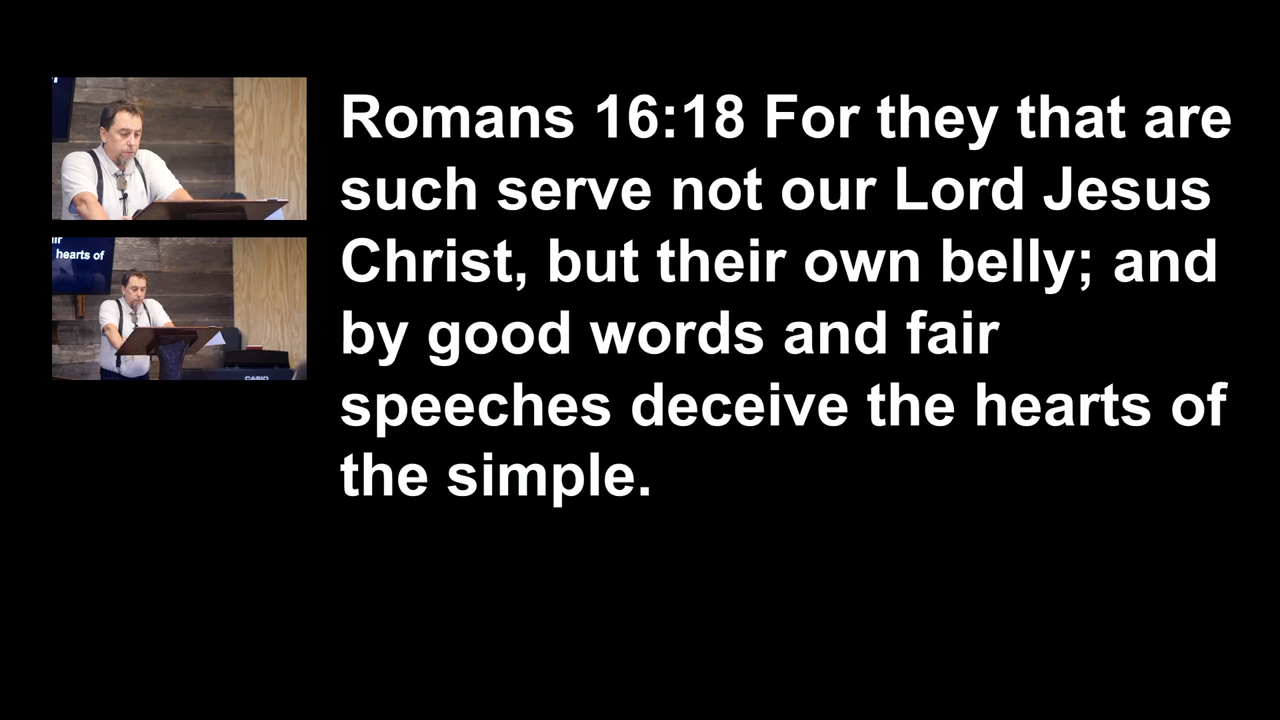 Romans 16:18 For they that are
such serve not our Lord Jesus
Christ, but their own belly; and
by good words and fair
speeches deceive the hearts of
the simple.
hearts of
CASIO